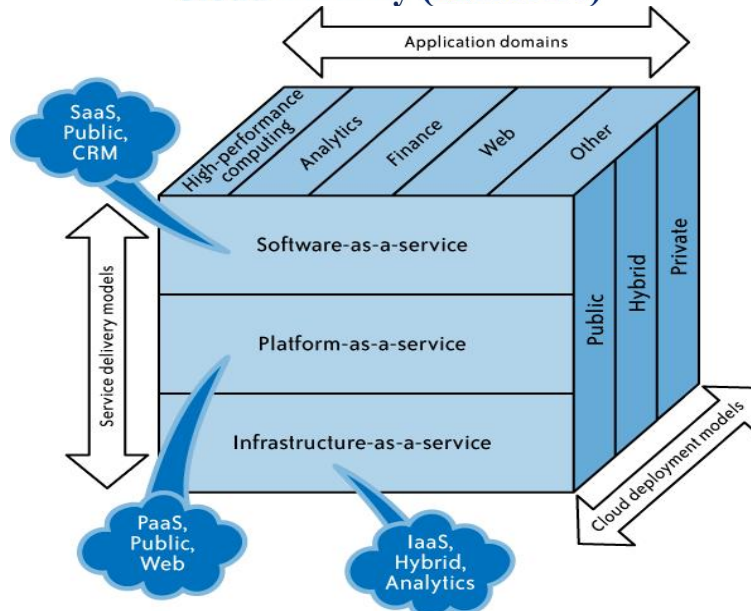 Application domains
SaaS,
Public,
CRM
High-performance
computing
Analytics
Finance
Web
Other
Service delivery models
Software-as-a-service
Platform-as-a-service
Infrastructure-as-a-service
Public
Hybrid
Private
Cloud deployment models
PaaS,
Public,
Web
IaaS,
Hybrid,
Analytics